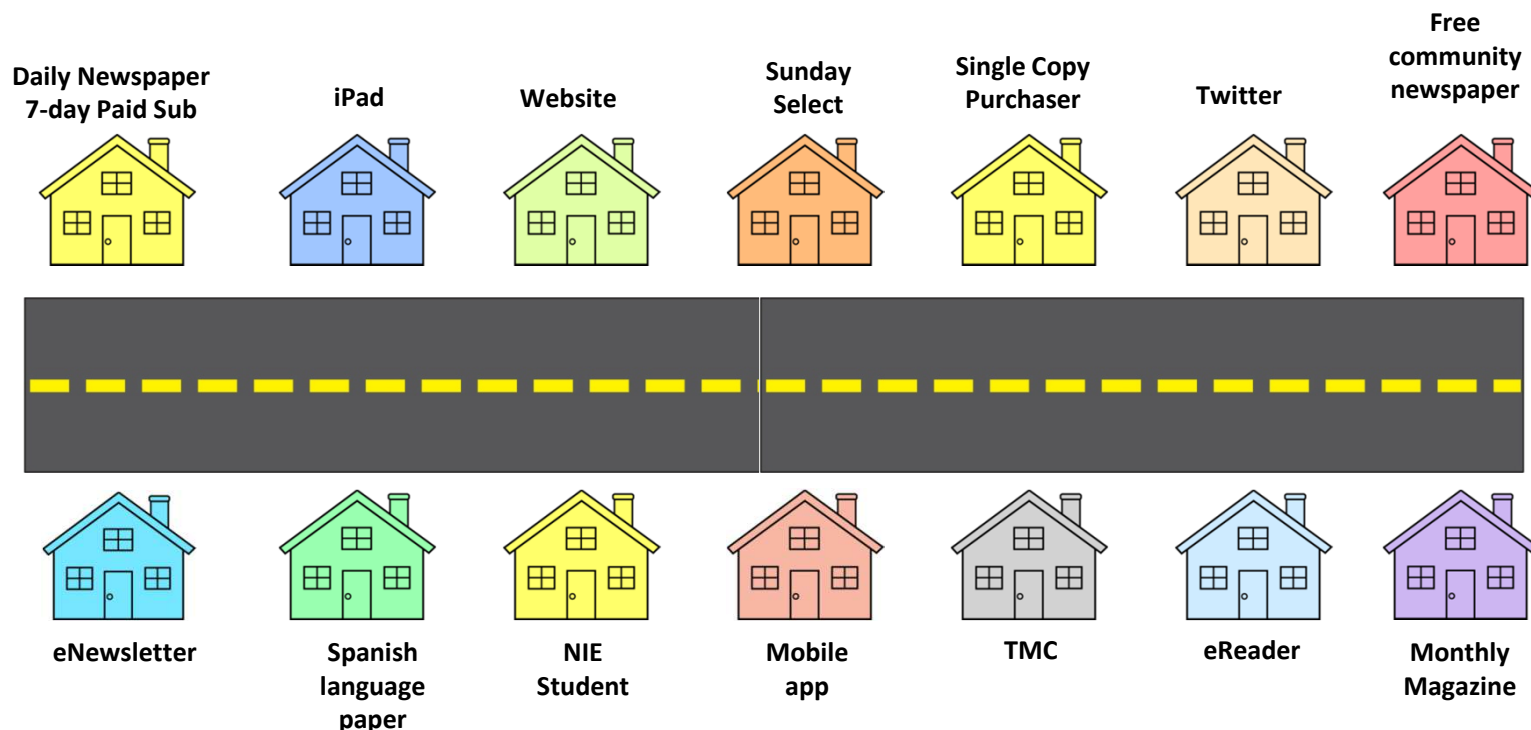 Daily Newspaper
7-day Paid Sub
iPad
Website
Sunday
Select
Single Copy
Purchaser
Twitter
Free
community
newspaper
eNewsletter
Spanish
language
paper
NIE
Student
Mobile
app
TMC
eReader
Monthly
Magazine